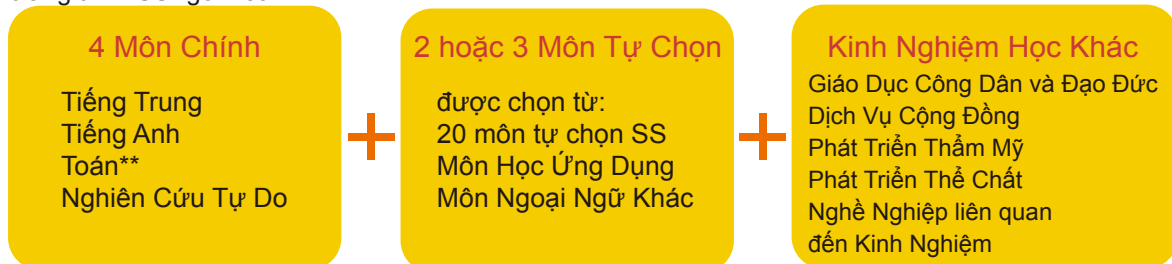 4 Môn Chính
Tiếng Trung
Tiếng Anh
Toán**
Nghiên Cứu Tự Do
+
2 hoặc 3 Môn Tự Chọn
được chọn từ:
20 môn tự chọn SS
Môn Học Ứng Dụng
Môn Ngoại Ngữ Khác
+
Kinh Nghiệm Học Khác
Giáo Dục Công Dân và Đạo Đức
Dịch Vụ Cộng Đồng
Phát Triển Thẩm Mỹ
Phát Triển Thể Chất
Nghề Nghiệp liên quan
đến Kinh Nghiệm